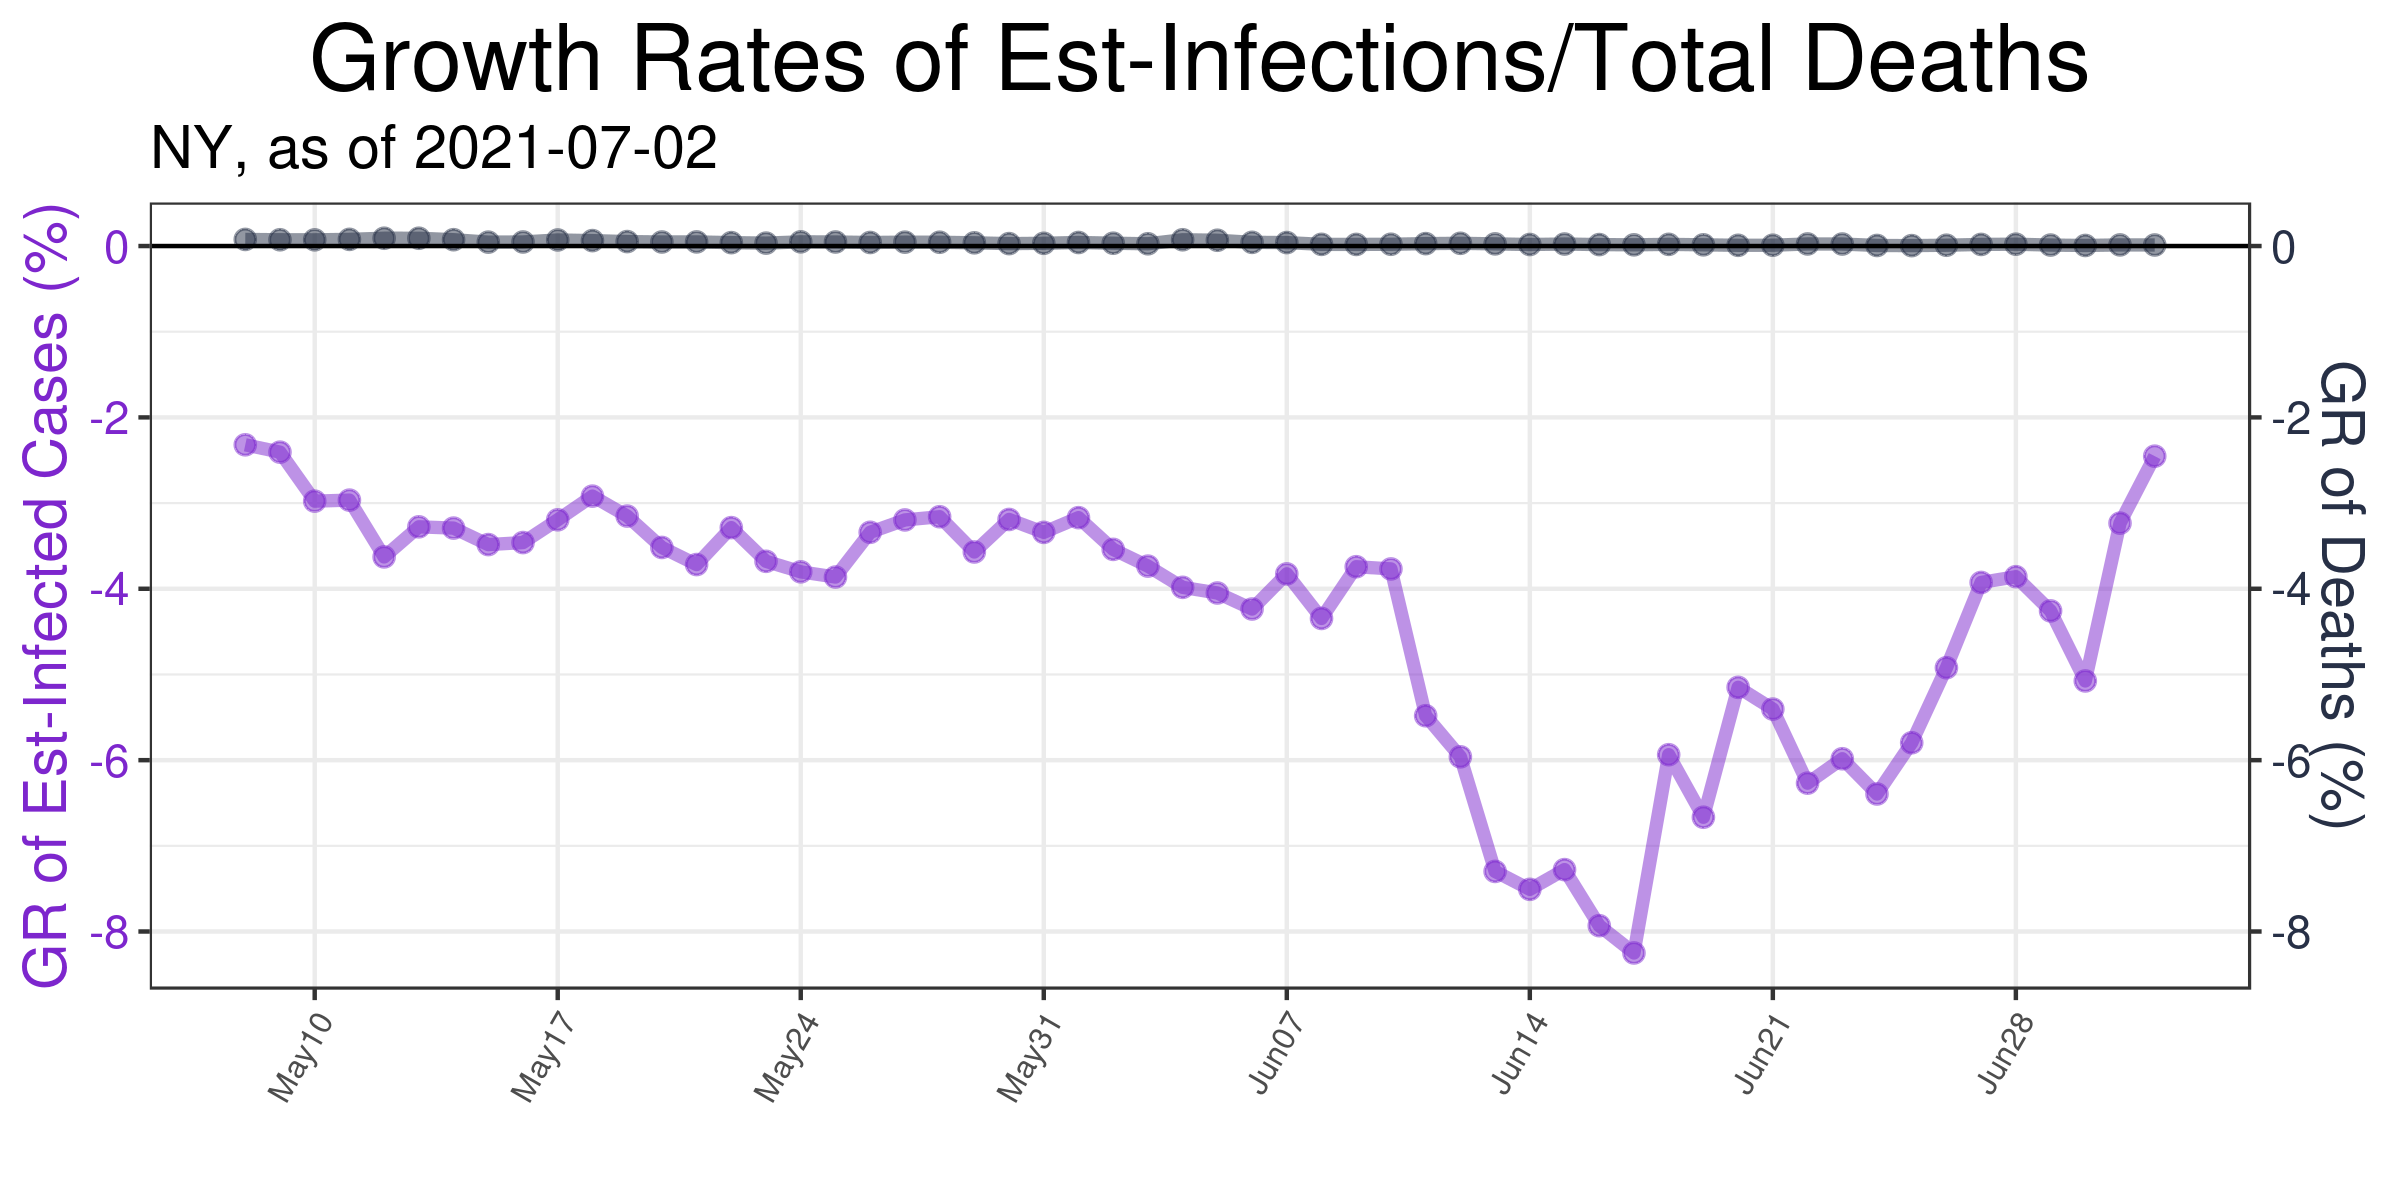 Growth Rates of Est-Infections/Total Deaths
NY, as of 2021-07-02
GR of Est-Infected Cases (%)
0
-2
-4
-6
-8
0
-2
-4
-6
-8
GR of Deaths (%)
May10
May17
May24
May31
Jun07
Jun14
Jun21
Jun28